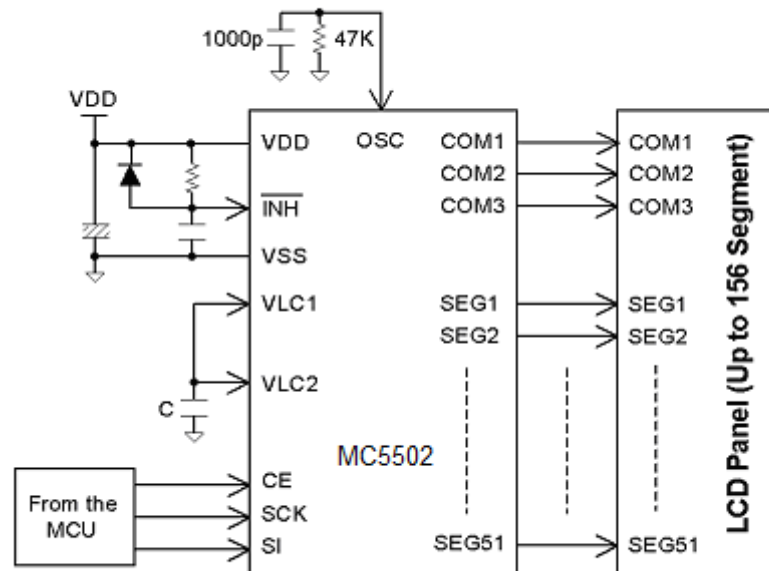 1000p
47K
VDD
VDD
OSC
COM1
COM1
COM2
COM2
COM3
COM3
INH
VSS
VLC1
SEG1
SEG1
SEG2
SEG2
VLC2
C
MC5502
CE
SCK
SI
From the
MCU
SEG51
SEG51
LCD Panel (Up to 156 Segment)